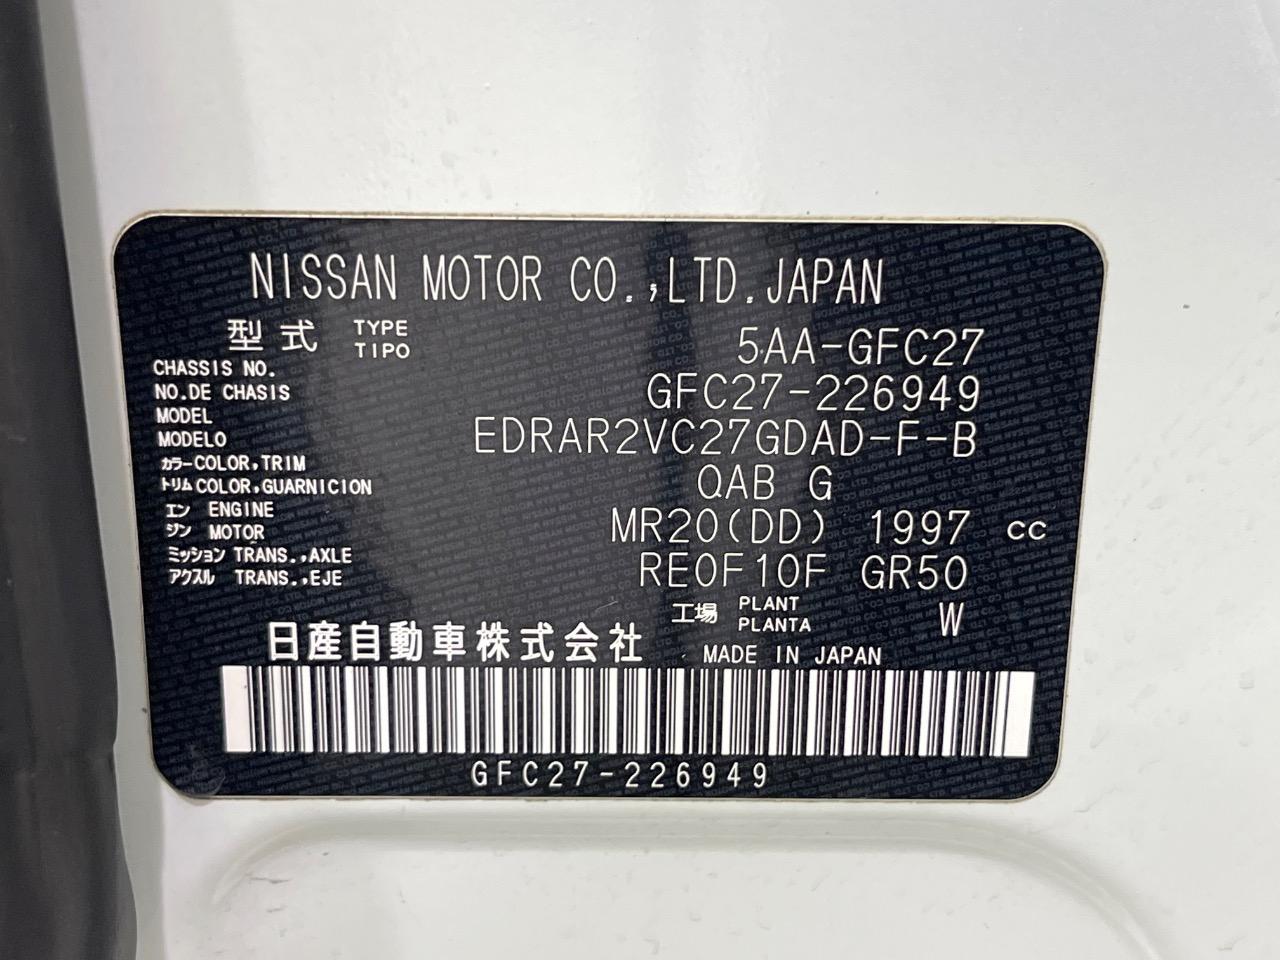 NISSAN MOTOR CO.,LTD.JAPAN
型式 TYPE TIPO 5AA-GFC27
CHASSIS NO.
NO.DE CHASIS GFC27-226949
MODEL
MODELO EDRAR2VC27GDAD-F-B
カラー COLOR,TRIM
トリム COLOR,GUARNICION QAB G
エン ENGINE
ジン MOTOR MR20(DD) 1997 cc
ミッション TRANS.,AXLE
アクスル TRANS.,EJE RE0F10F GR50
工場 PLANT PLANTA W
日産自動車株式会社 MADE IN JAPAN
GFC27-226949